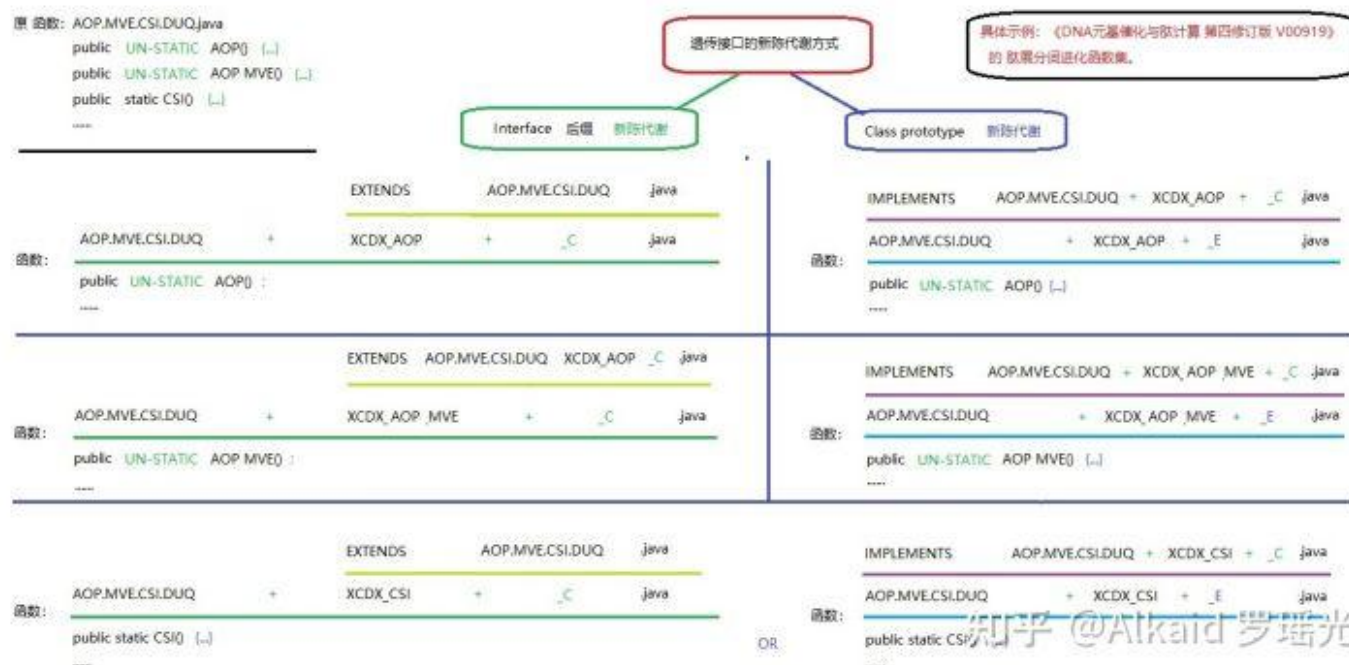 原 函数: AOP.MVE.CSI.DUQ.java
public UN-STATIC AOP() {...}
public UN-STATIC AOP MVE() {...}
public static CSI() {...}
.....
遗传接口的新陈代谢方式
具体示例: 《DNA元基催化与肽计算 第四修订版 V00919》
的 肽展分词进化函数集。
Interface 后缀 新陈代谢
Class prototype 新陈代谢
EXTENDS AOP.MVE.CSI.DUQ .java
函数: AOP.MVE.CSI.DUQ + XCDX_AOP + _C .java
public UN-STATIC AOP() :
.....
IMPLEMENTS AOP.MVE.CSI.DUQ + XCDX_AOP + _C .java
函数: AOP.MVE.CSI.DUQ + XCDX_AOP + _E .java
public UN-STATIC AOP() {...}
.....
EXTENDS AOP.MVE.CSI.DUQ XCDX_AOP _C .java
函数: AOP.MVE.CSI.DUQ + XCDX_AOP_MVE + _C .java
public UN-STATIC AOP MVE() :
.....
IMPLEMENTS AOP.MVE.CSI.DUQ + XCDX_AOP_MVE + _C .java
函数: AOP.MVE.CSI.DUQ + XCDX_AOP_MVE + _E .java
public UN-STATIC AOP MVE() {...}
.....
EXTENDS AOP.MVE.CSI.DUQ .java
函数: AOP.MVE.CSI.DUQ + XCDX_CSI + _C .java
public static CSI() {...}
.....
OR
IMPLEMENTS AOP.MVE.CSI.DUQ + XCDX_CSI + _C .java
函数: AOP.MVE.CSI.DUQ + XCDX_CSI + _E .java
public static CSI()
知乎 @Alkaid 罗瑶光